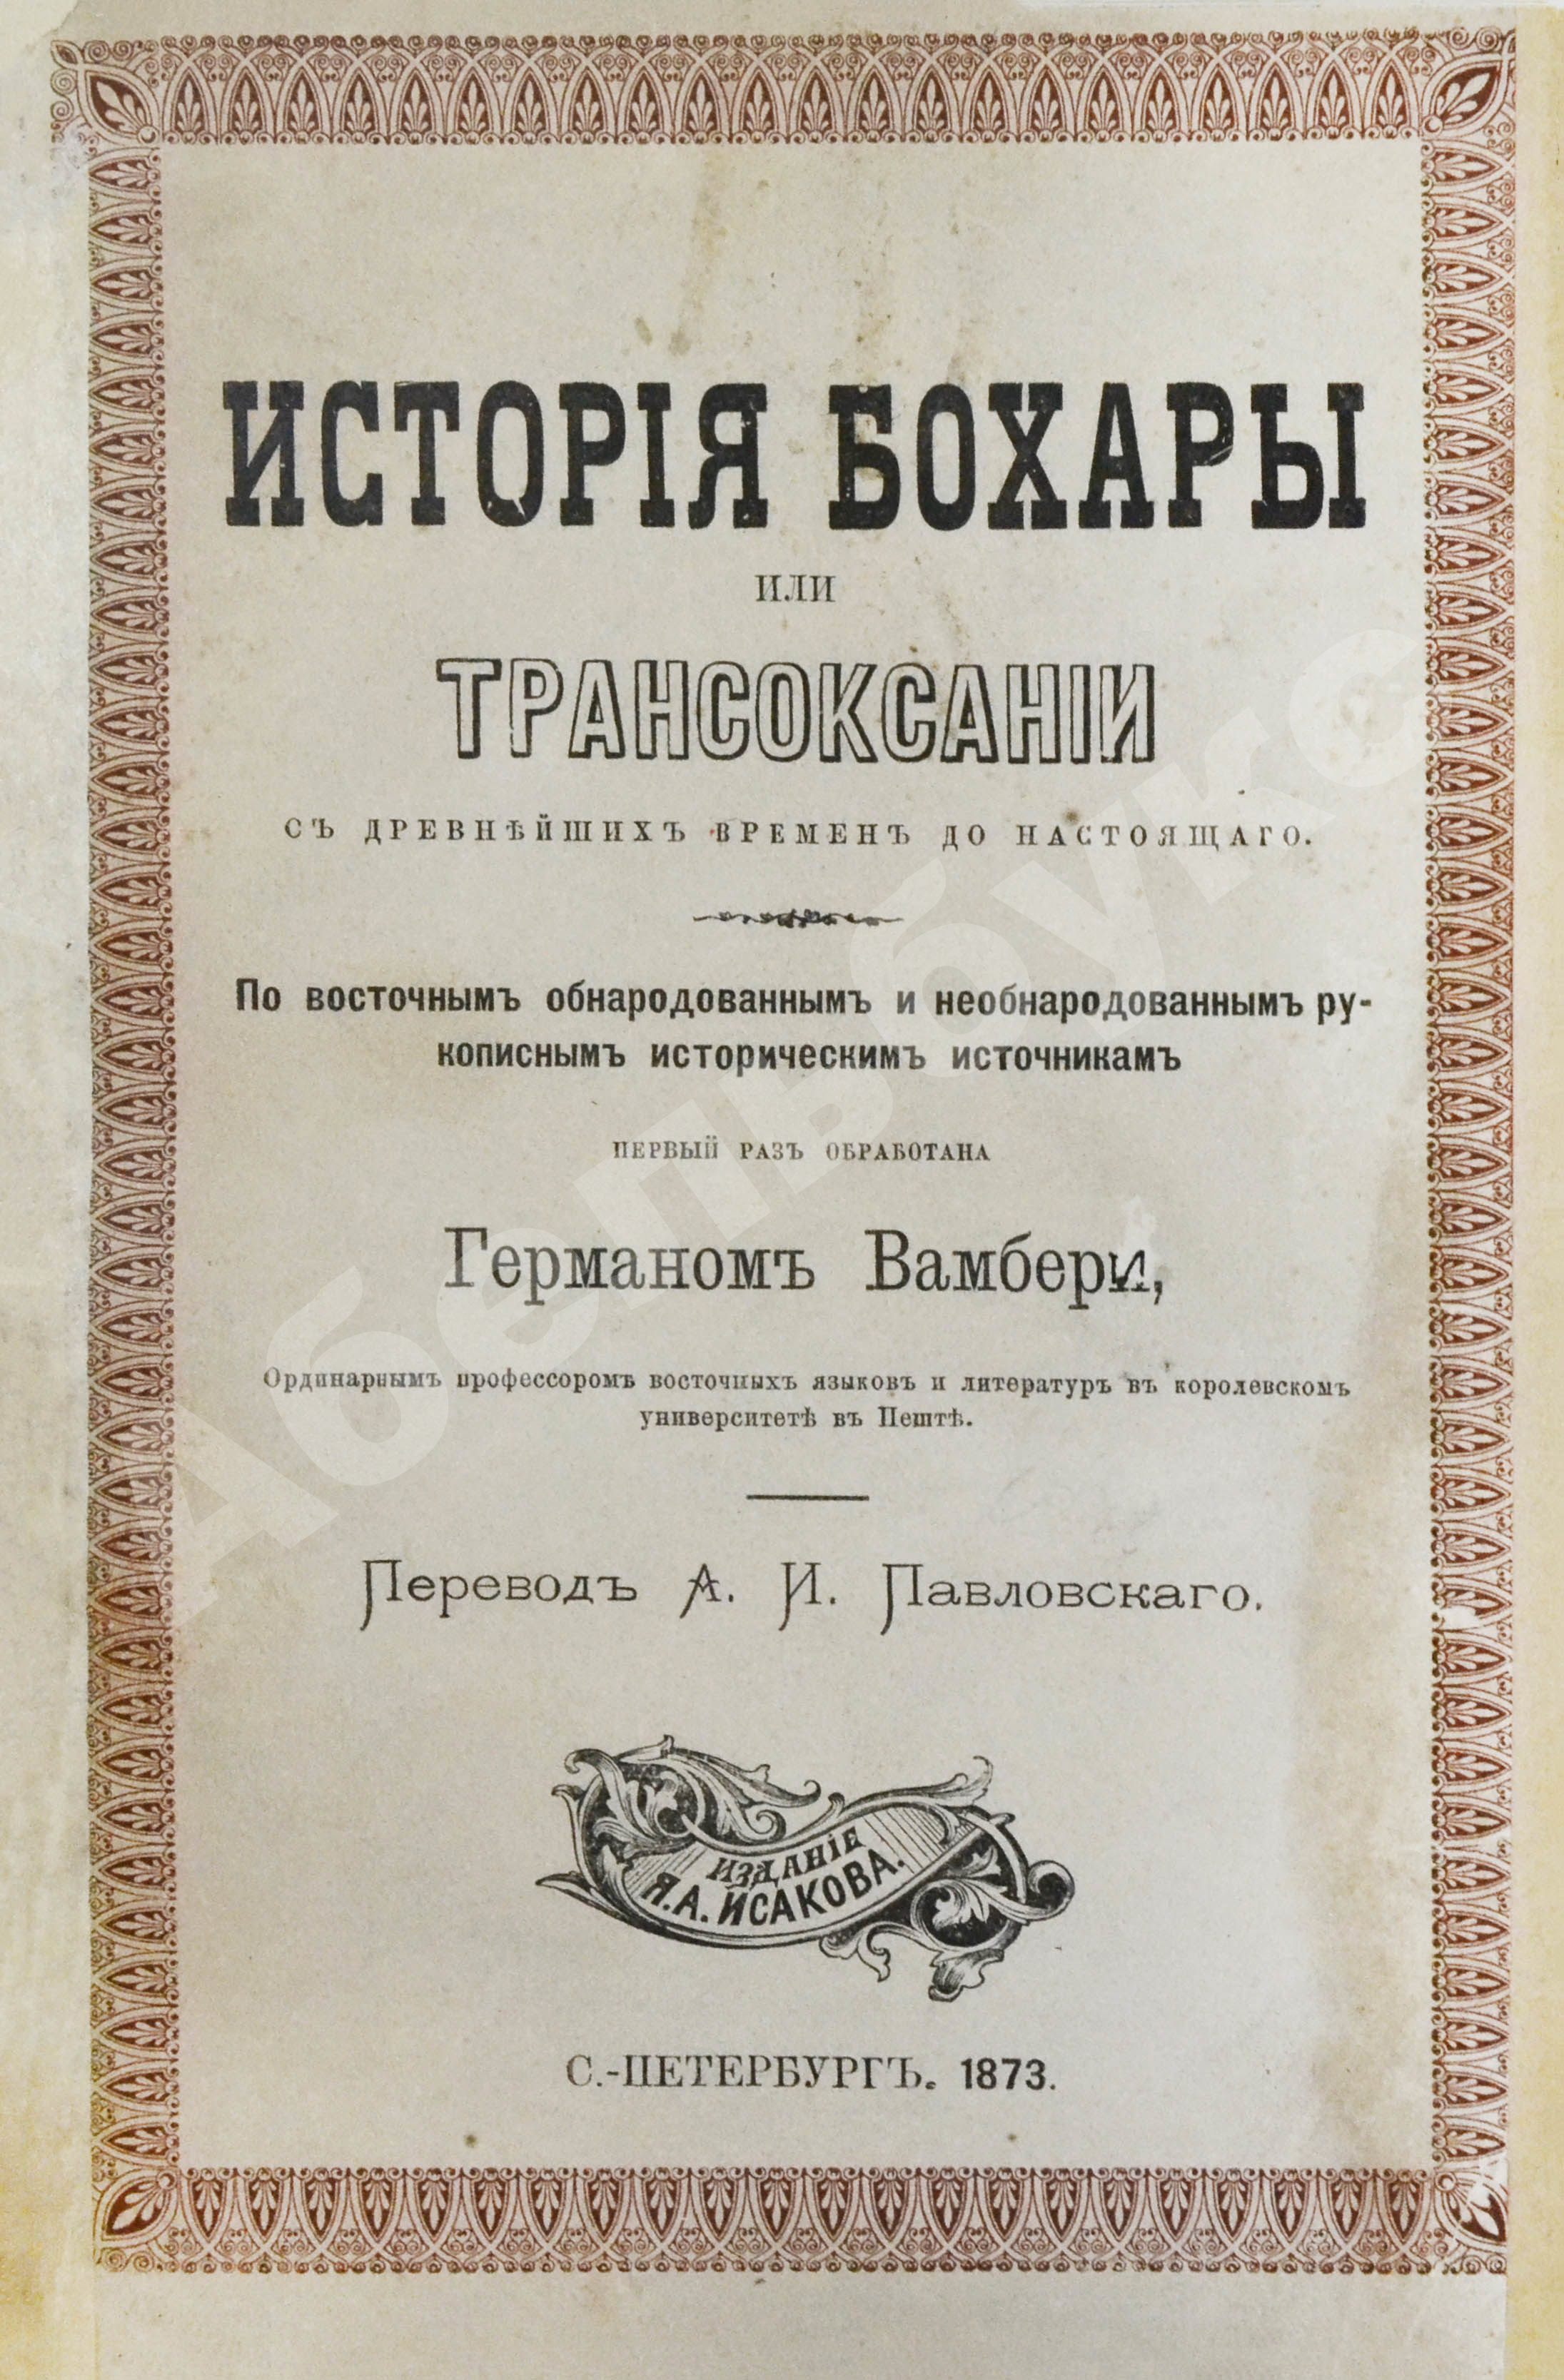 ИСТОРІЯ БОХАРЫ
ИЛИ
ТРАНСОКСАНІИ
СЪ ДРЕВНѢЙШИХЪ ВРЕМЕНЪ ДО НАСТОЯЩАГО.
По восточнымъ обнародованнымъ и необнародованнымъ ру-
кописнымъ историческимъ источникамъ
ПЕРВЫЙ РАЗЪ ОБРАБОТАНА
Германомъ Вамбери,
Ординарнымъ профессоромъ восточныхъ языковъ и литературъ въ королевскомъ
университетѣ въ Пештѣ.
Переводъ А. И. Павловскаго.
ИЗДАНІЕ
Я.А. ИСАКОВА.
С.-ПЕТЕРБУРГЪ. 1873.
Абельбукс